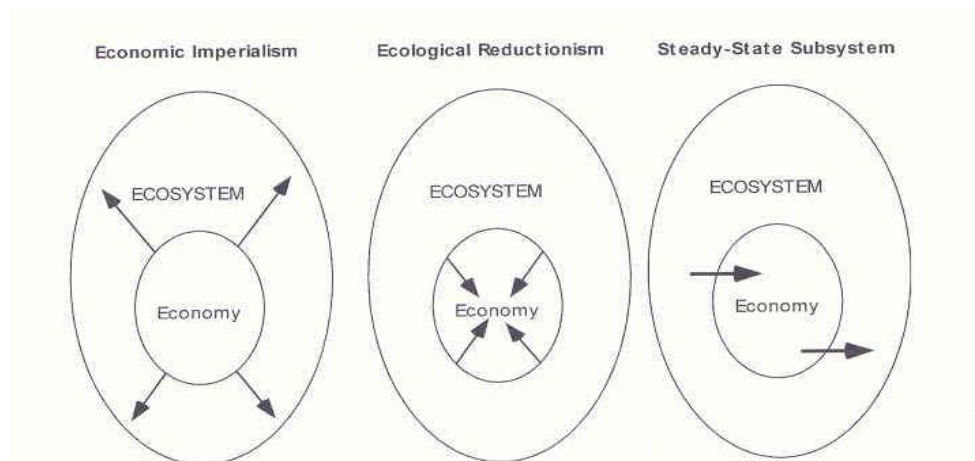 Economic Imperialism
Ecological Reductionism
Steady-State Subsystem
ECOSYSTEM
Economy
ECOSYSTEM
Economy
ECOSYSTEM
Economy